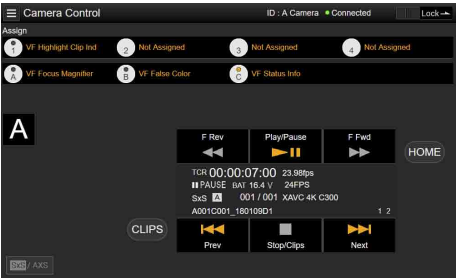 Camera Control
ID : A Camera Connected
Lock
Assign
1 VF Highlight Clip Ind
2 Not Assigned
3 Not Assigned
4 Not Assigned
A VF Focus Magnifier
B VF False Color
C VF Status Info
A
F Rev
Play/Pause
F Fwd
HOME
TCR 00:00:07:00 23.98fps
PAUSE BAT 16.4 V 24FPS
SxS A 001 / 001 XAVC 4K C300
A001C001_180109D1 1 2
CLIPS
Prev
Stop/Clips
Next
SxS / AXS